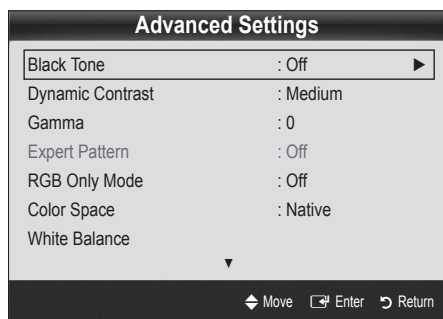 Advanced Settings
Black Tone : Off ▶
Dynamic Contrast : Medium
Gamma : 0
Expert Pattern : Off
RGB Only Mode : Off
Color Space : Native
White Balance
▼
Move Enter Return